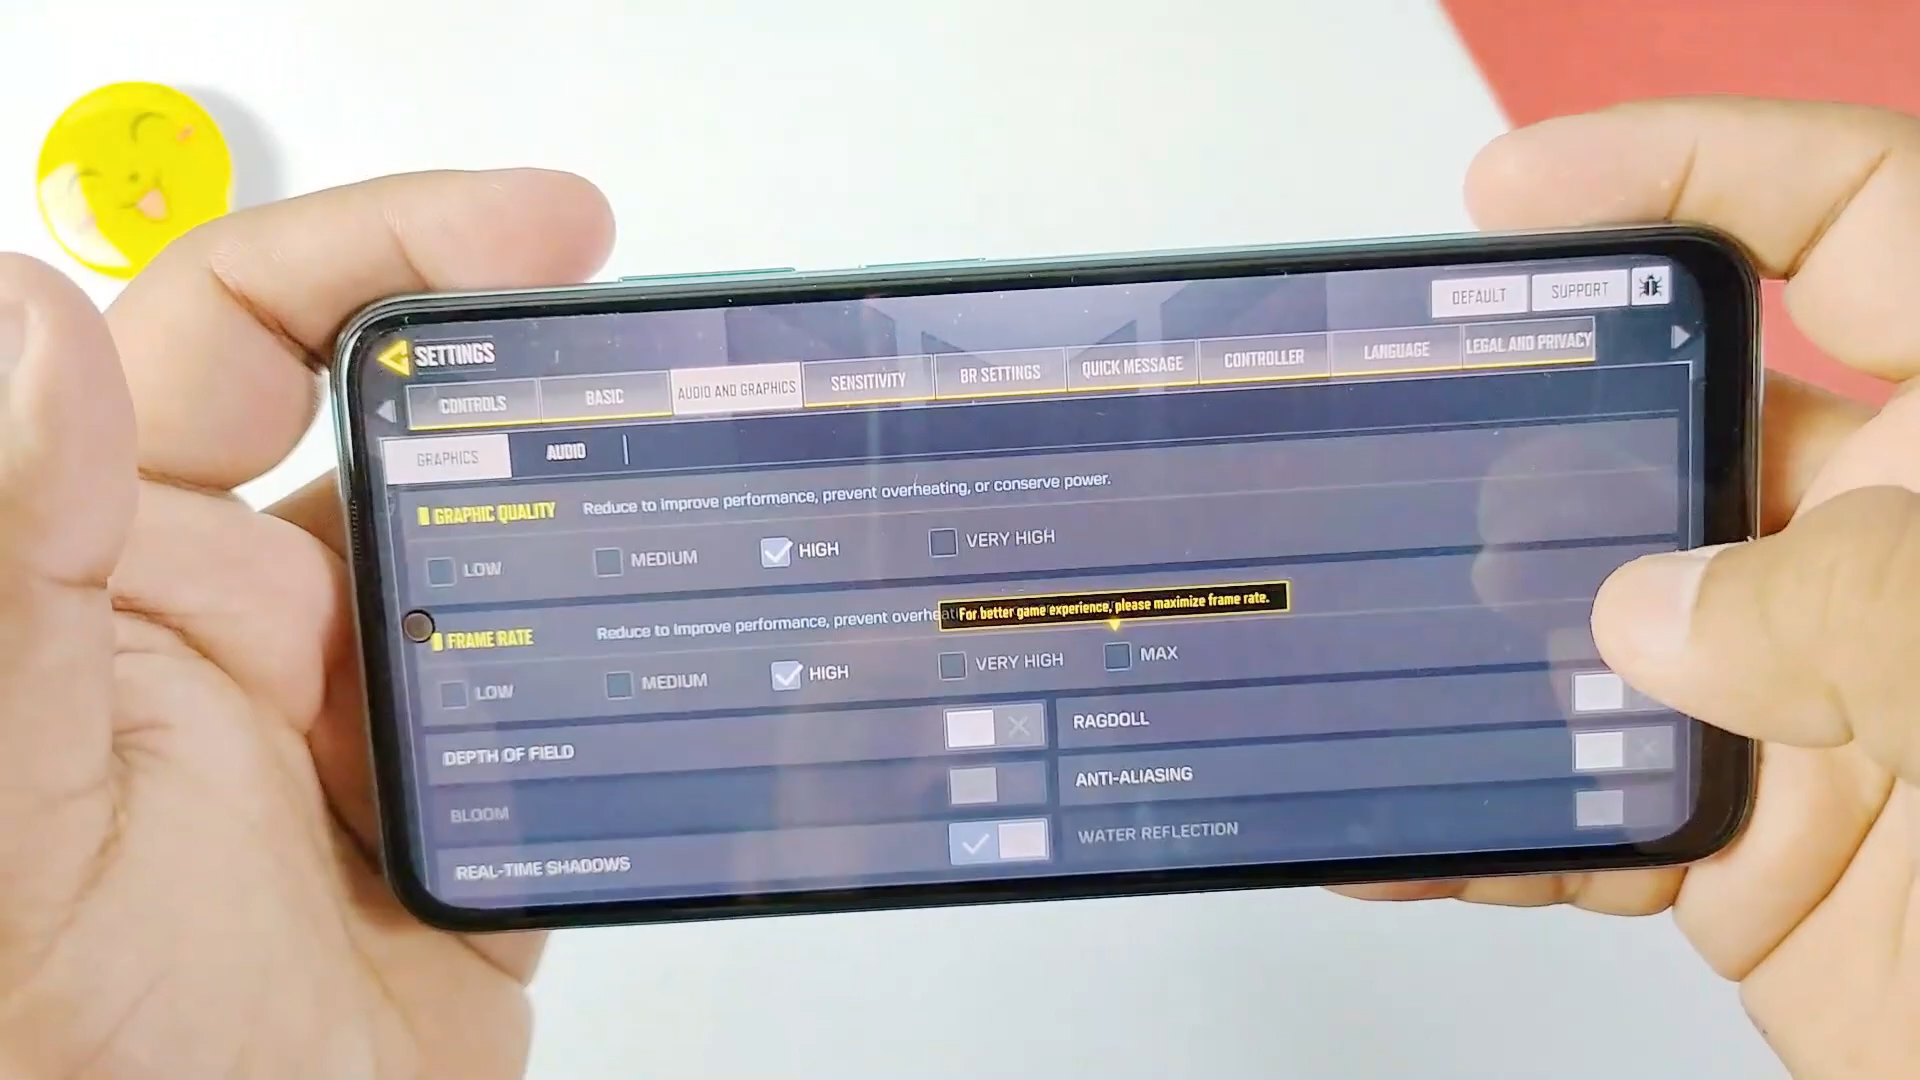 SETTINGS
DEFAULT
SUPPORT
CONTROLS
BASIC
AUDIO AND GRAPHICS
SENSITIVITY
BR SETTINGS
QUICK MESSAGE
CONTROLLER
LANGUAGE
LEGAL AND PRIVACY
GRAPHICS
AUDIO
GRAPHIC QUALITY
Reduce to improve performance, prevent overheating, or conserve power.
LOW
MEDIUM
HIGH
VERY HIGH
FRAME RATE
Reduce to improve performance, prevent
For better game experience, please maximize frame rate.
LOW
MEDIUM
HIGH
VERY HIGH
MAX
DEPTH OF FIELD
RAGDOLL
BLOOM
ANTI-ALIASING
REAL-TIME SHADOWS
WATER REFLECTION